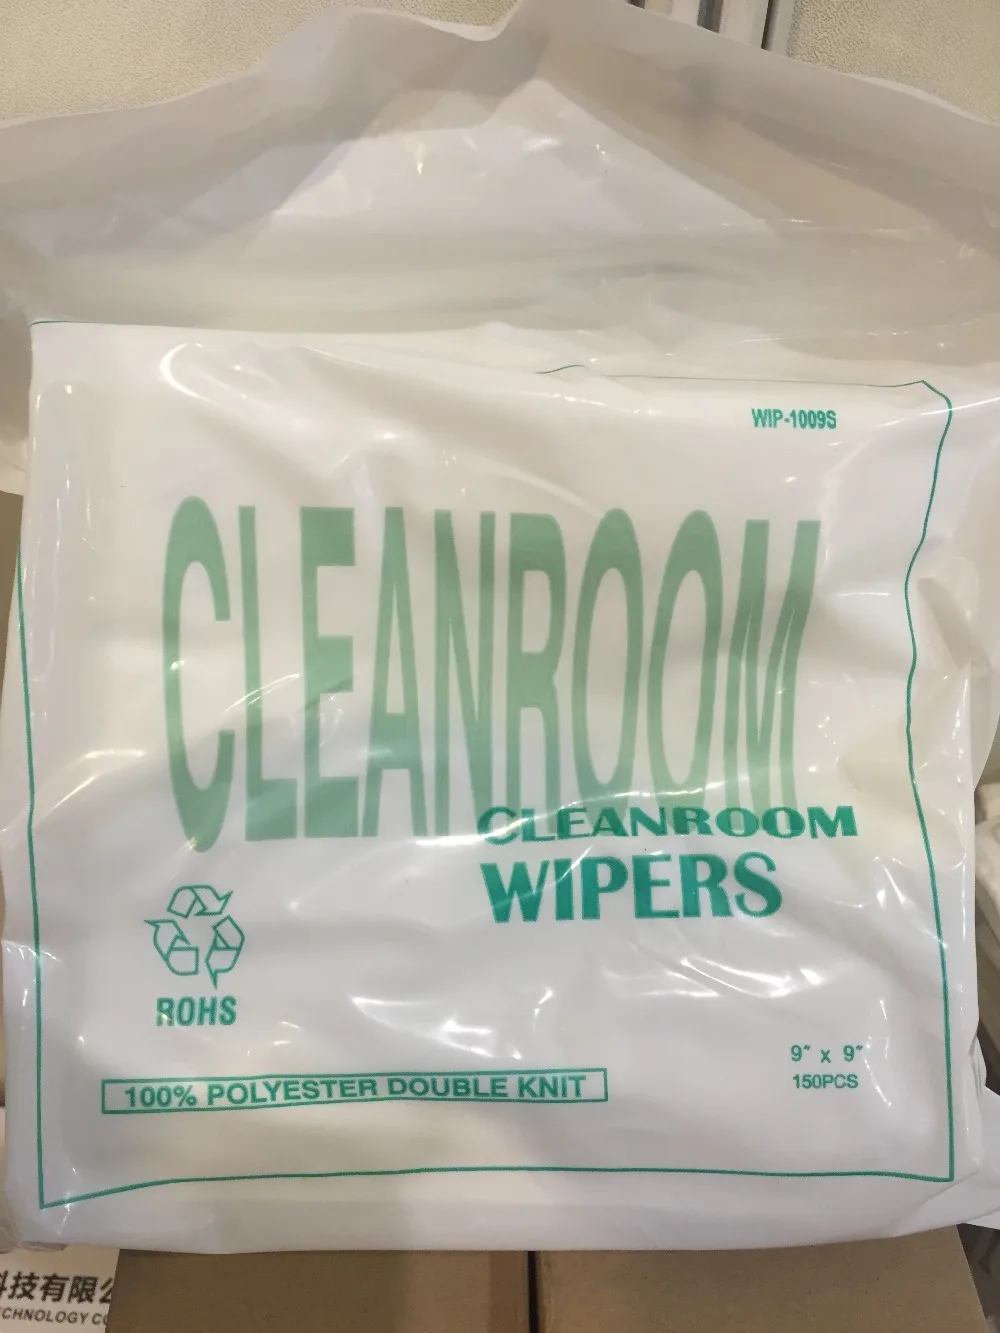 WIP-1009S
CLEANROOM
CLEANROOM
WIPERS
ROHS
9" x 9"
150PCS
100% POLYESTER DOUBLE KNIT
科技有限公
TECHNOLOGY CO